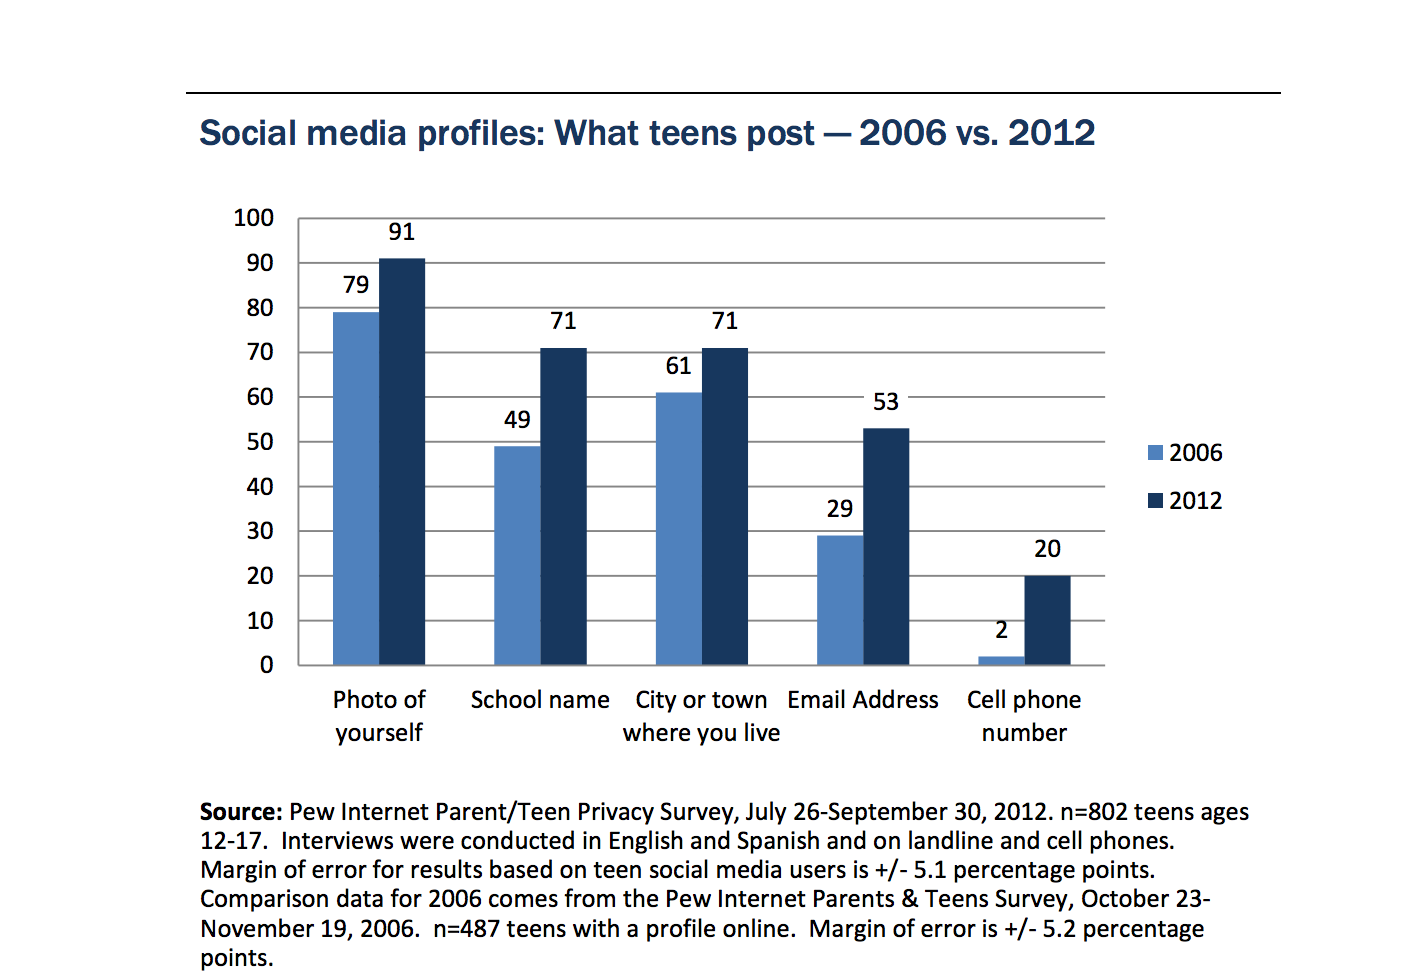 Social media profiles: What teens post — 2006 vs. 2012
100
90
80
70
60
50
40
30
20
10
0
79
91
49
71
61
71
29
53
2
20
Photo of
yourself
School name
City or town
where you live
Email Address
Cell phone
number
2006
2012
Source: Pew Internet Parent/Teen Privacy Survey, July 26-September 30, 2012. n=802 teens ages
12-17.  Interviews were conducted in English and Spanish and on landline and cell phones.
Margin of error for results based on teen social media users is +/- 5.1 percentage points.
Comparison data for 2006 comes from the Pew Internet Parents & Teens Survey, October 23-
November 19, 2006.  n=487 teens with a profile online.  Margin of error is +/- 5.2 percentage
points.